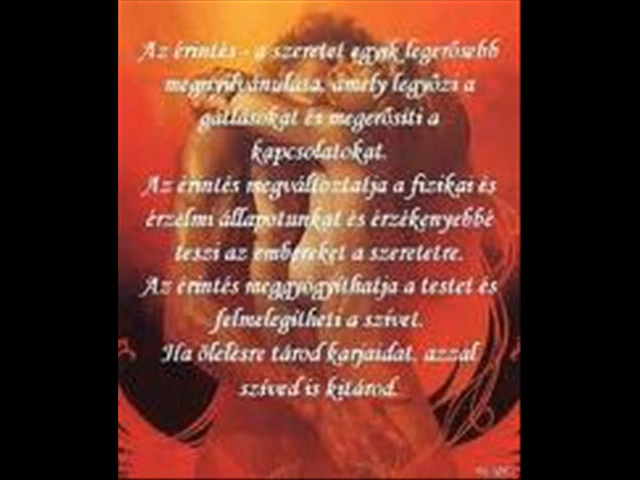 Az érintés - a szeretet egyik legerősebb
megnyilvánulása, amely legyőzi a
gátlásokat és megerősíti a
kapcsolatokat.
Az érintés megváltoztatja a fizikai és
érzelmi állapotunkat és érzékenyebbé
teszi az embereket a szeretetre.
Az érintés meggyógyíthatja a testet és
felmelegítheti a szívet.
Ha ölelésre tárod karjaidat, azzal
szíved is kitárod.